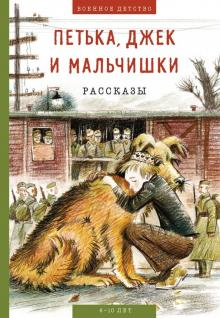 ВОЕННОЕ ДЕТСТВО
ПЕТЬКА, ДЖЕК
И МАЛЬЧИШКИ
РАССКАЗЫ
6–10 ЛЕТ